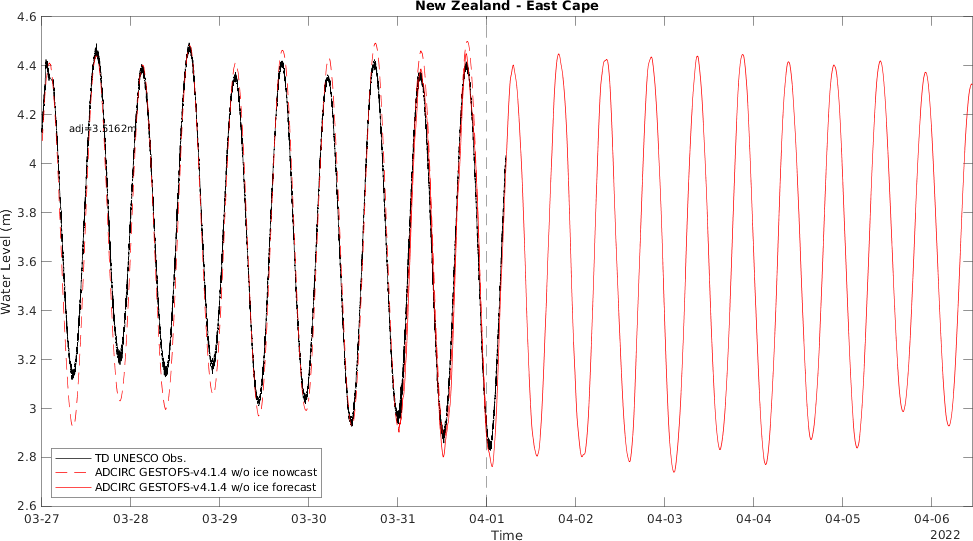 New Zealand - East Cape
4.6
4.4
4.2
4
3.8
3.6
3.4
3.2
3
2.8
2.6
Water Level (m)
adj=3.5162m
TD UNESCO Obs.
ADCIRC GESTOFS-v4.1.4 w/o ice nowcast
ADCIRC GESTOFS-v4.1.4 w/o ice forecast
03-27 03-28 03-29 03-30 03-31 04-01 04-02 04-03 04-04 04-05 04-06
Time
2022